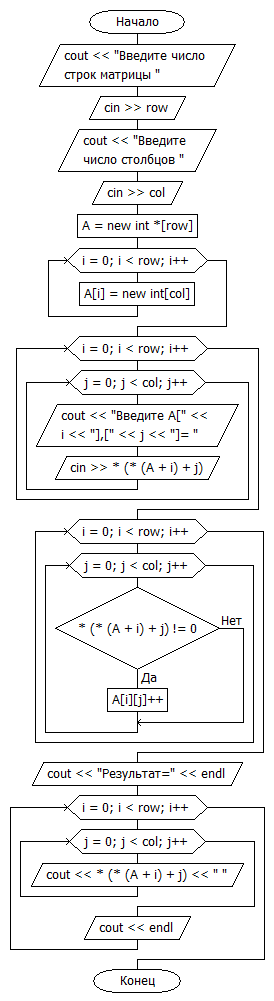 Начало
cout << "Введите число
строк матрицы "
cin >> row
cout << "Введите
число столбцов "
cin >> col
A = new int *[row]
i = 0; i < row; i++
A[i] = new int[col]
i = 0; i < row; i++
j = 0; j < col; j++
cout << "Введите A[" <<
i << "],[" << j << "]= "
cin >> * (* (A + i) + j)
i = 0; i < row; i++
j = 0; j < col; j++
* (* (A + i) + j) != 0
Нет
Да
A[i][j]++
cout << "Результат=" << endl
i = 0; i < row; i++
j = 0; j < col; j++
cout << * (* (A + i) + j) << " "
cout << endl
Конец